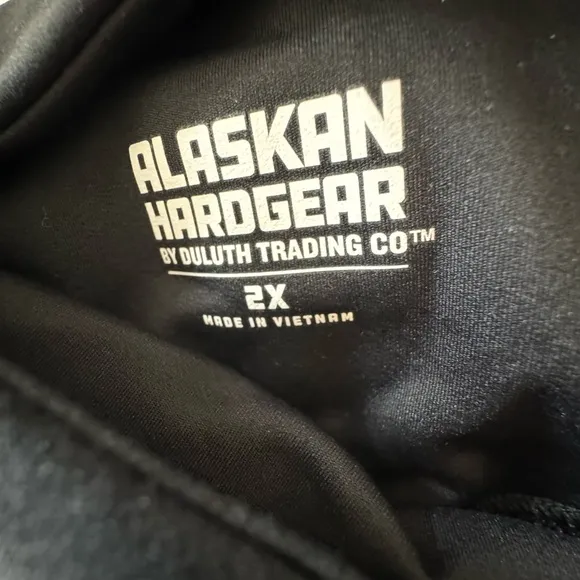 ALASKAN
HARDGEAR
BY DULUTH TRADING CO™
2X
MADE IN VIETNAM